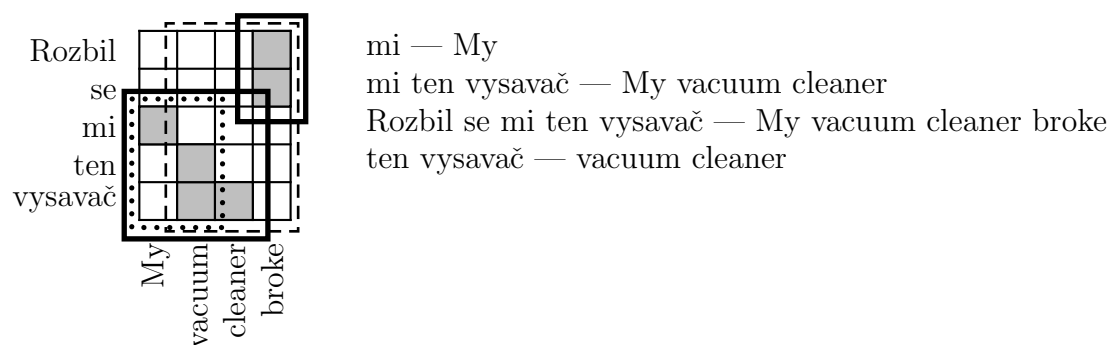 Rozbil
se
mi
ten
vysavač
My
vacuum
cleaner
broke
mi — My
mi ten vysavač — My vacuum cleaner
Rozbil se mi ten vysavač — My vacuum cleaner broke
ten vysavač — vacuum cleaner